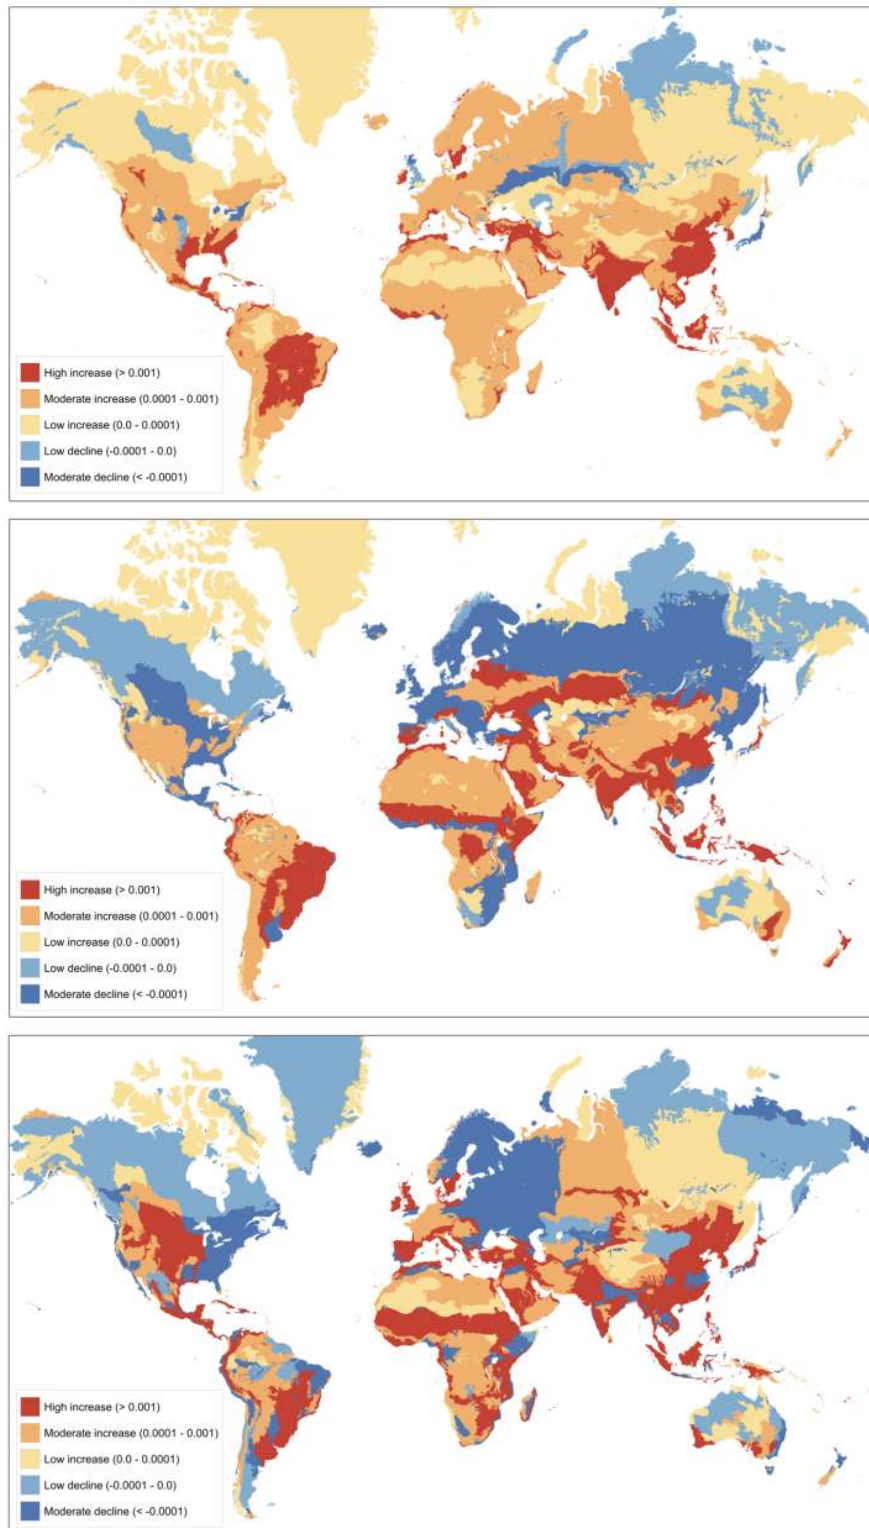 High increase (> 0.001)
Moderate increase (0.0001 - 0.001)
Low increase (0.0 - 0.0001)
Low decline (-0.0001 - 0.0)
Moderate decline (< -0.0001)
High increase (> 0.001)
Moderate increase (0.0001 - 0.001)
Low increase (0.0 - 0.0001)
Low decline (-0.0001 - 0.0)
Moderate decline (< -0.0001)
High increase (> 0.001)
Moderate increase (0.0001 - 0.001)
Low increase (0.0 - 0.0001)
Low decline (-0.0001 - 0.0)
Moderate decline (< -0.0001)